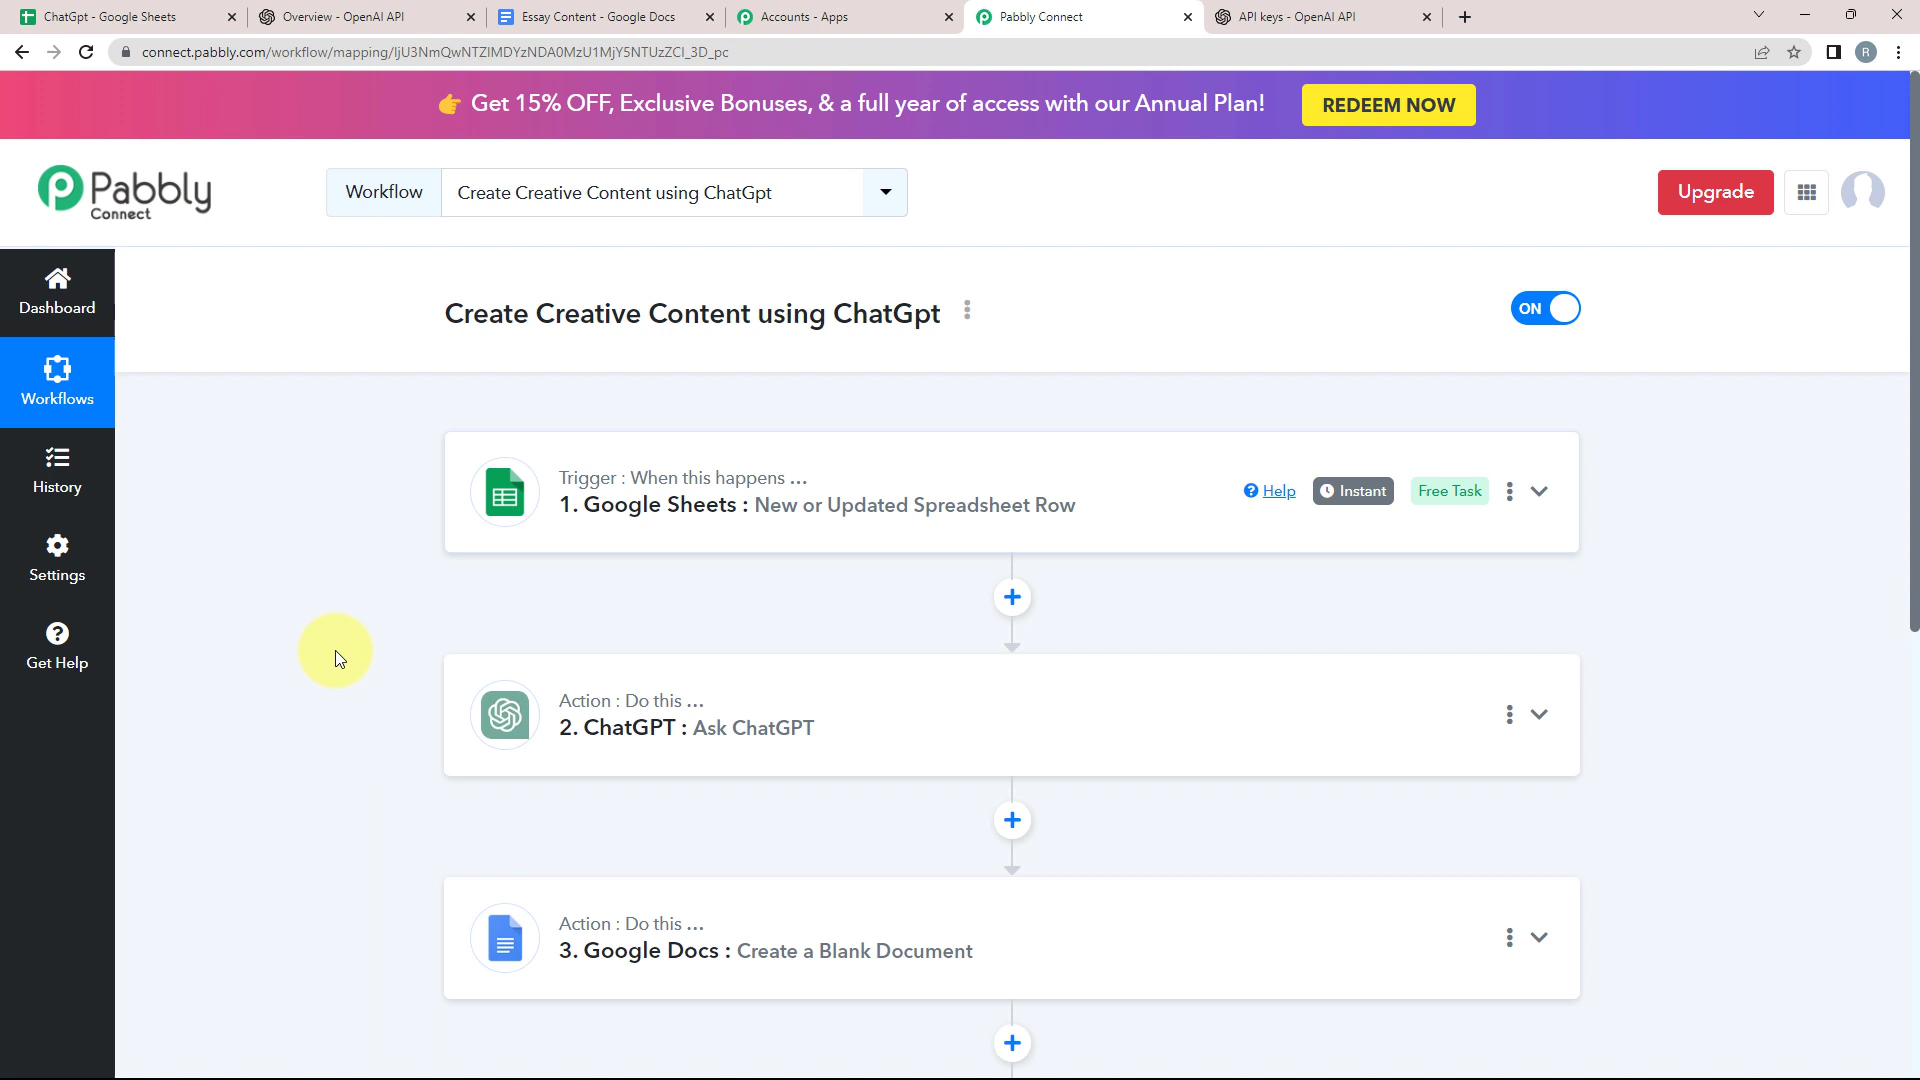 ChatGpt - Google Sheets
Overview - OpenAI API
Essay Content - Google Docs
Accounts - Apps
Pabbly Connect
API keys - OpenAI API
connect.pabbly.com/workflow/mapping/IjU3NmQwNTZlMDYzNDA0MzU1MjY5NTUzZCI_3D_pc
R
👉 Get 15% OFF, Exclusive Bonuses, & a full year of access with our Annual Plan!
REDEEM NOW
Pabbly
Connect
Workflow
Create Creative Content using ChatGpt
Upgrade
Dashboard
Workflows
History
Settings
Get Help
Create Creative Content using ChatGpt
ON
Trigger : When this happens ...
1. Google Sheets : New or Updated Spreadsheet Row
Help
Instant
Free Task
Action : Do this ...
2. ChatGPT : Ask ChatGPT
Action : Do this ...
3. Google Docs : Create a Blank Document